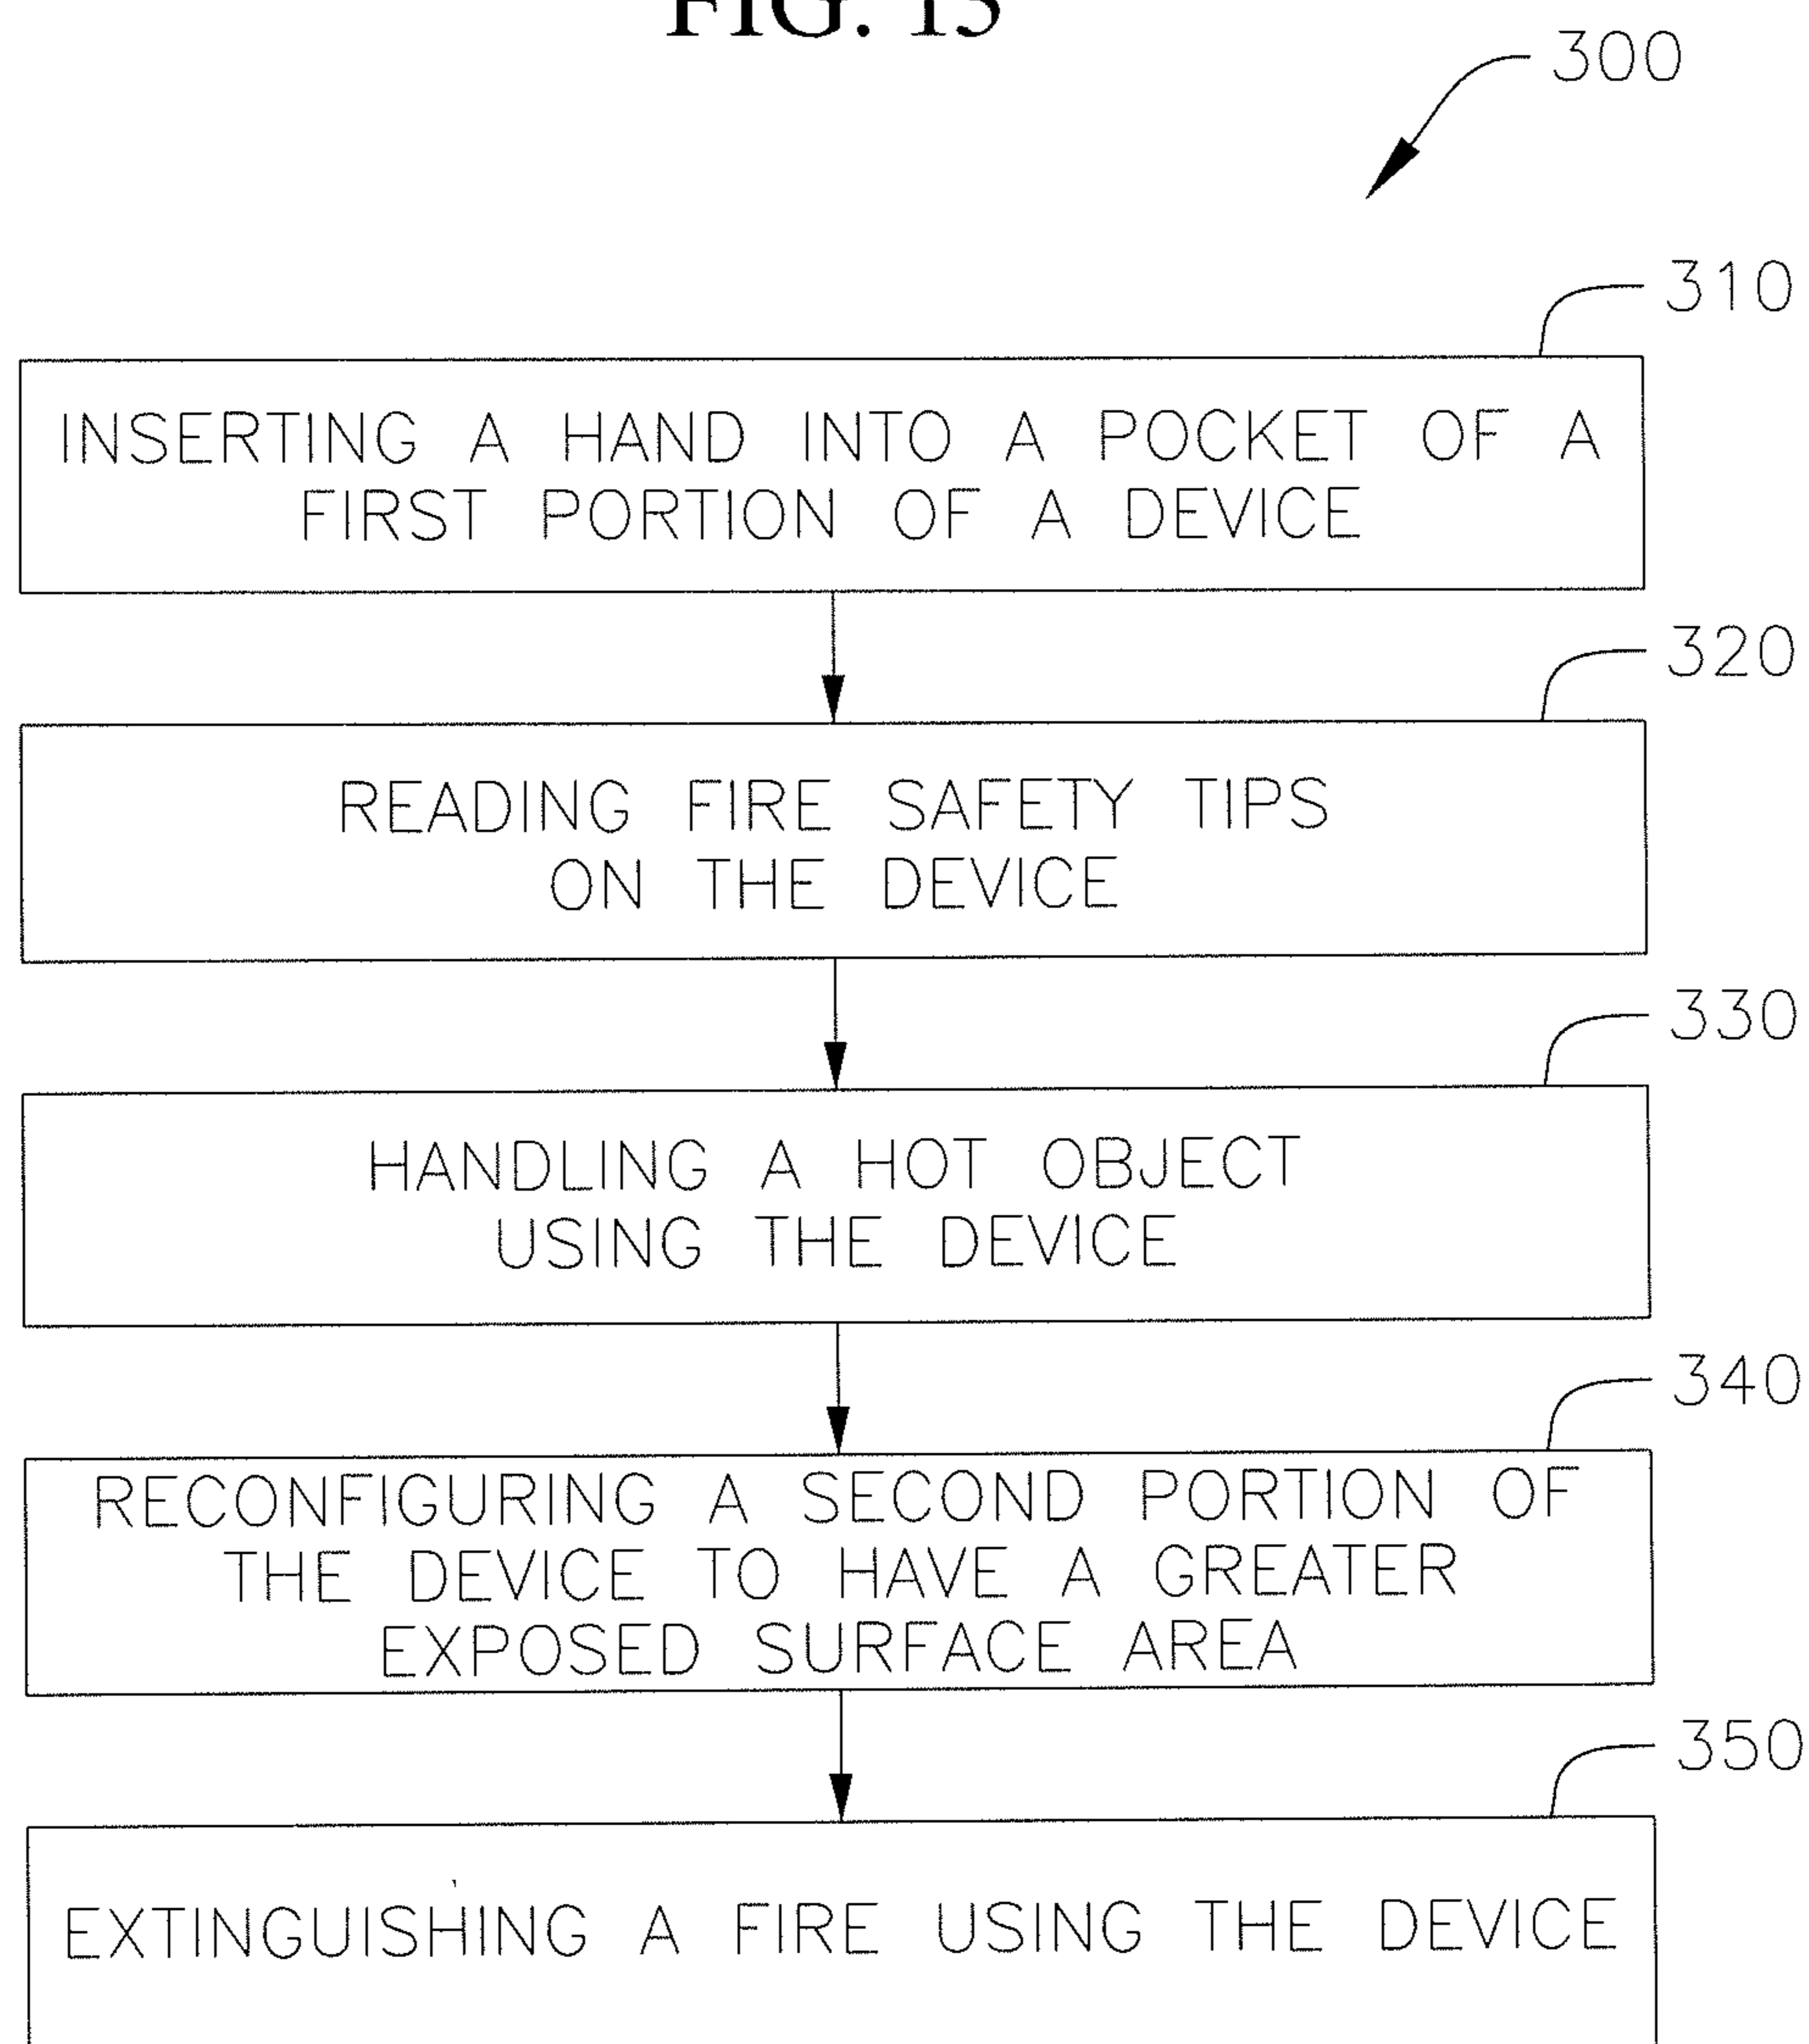 FIG. 15
300
310
INSERTING A HAND INTO A POCKET OF A
FIRST PORTION OF A DEVICE
320
READING FIRE SAFETY TIPS
ON THE DEVICE
330
HANDLING A HOT OBJECT
USING THE DEVICE
340
RECONFIGURING A SECOND PORTION OF
THE DEVICE TO HAVE A GREATER
EXPOSED SURFACE AREA
350
EXTINGUISHING A FIRE USING THE DEVICE